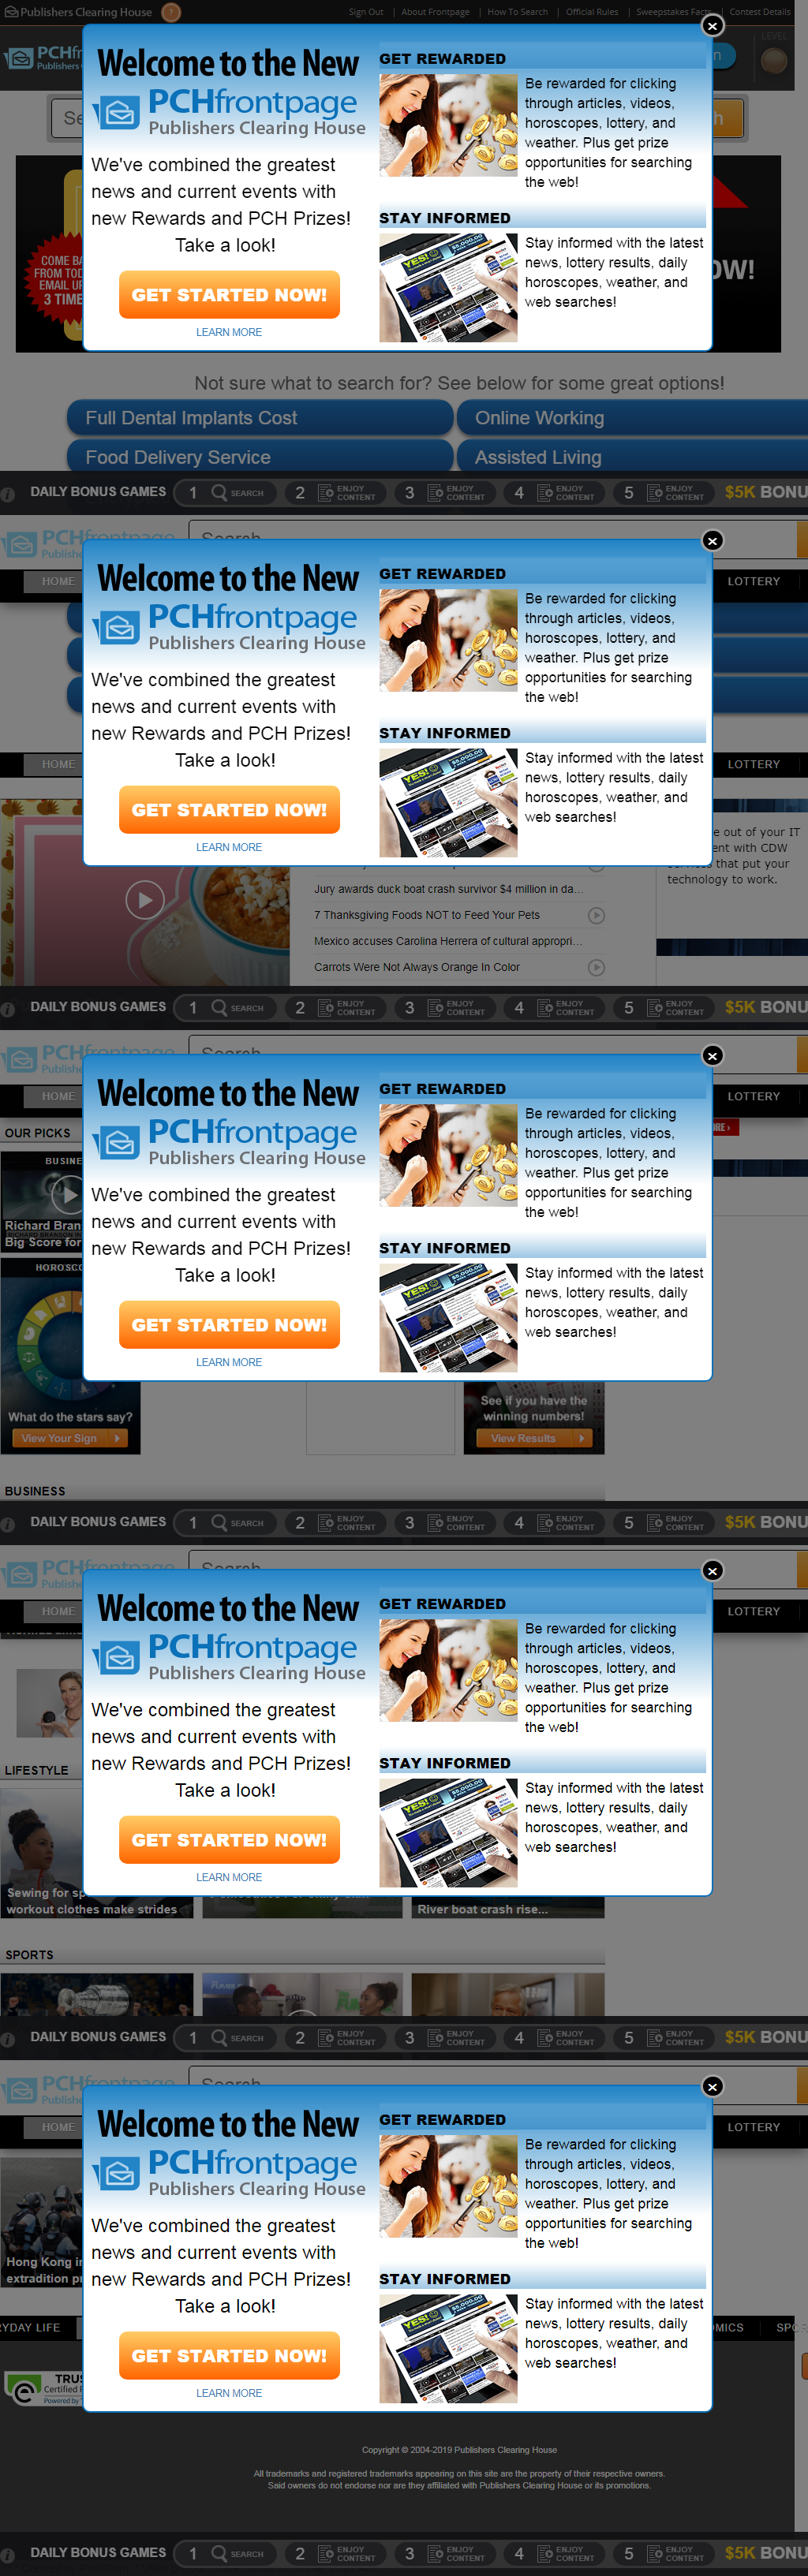 Publishers Clearing House
Sign Out | About Frontpage | How To Search | Official Rules | Sweepstakes Facts | Contest Details
LEVEL
Welcome to the New
PCHfrontpage
Publishers Clearing House
We've combined the greatest
news and current events with
new Rewards and PCH Prizes!
Take a look!
GET STARTED NOW!
LEARN MORE
GET REWARDED
Be rewarded for clicking
through articles, videos,
horoscopes, lottery, and
weather. Plus get prize
opportunities for searching
the web!
STAY INFORMED
Stay informed with the latest
news, lottery results, daily
horoscopes, weather, and
web searches!
COME BA
FROM TOD
EMAIL UP
3 TIME
OW!
Not sure what to search for? See below for some great options!
Full Dental Implants Cost
Online Working
Food Delivery Service
Assisted Living
DAILY BONUS GAMES 1 SEARCH 2 ENJOY CONTENT 3 ENJOY CONTENT 4 ENJOY CONTENT 5 ENJOY CONTENT $5K BONU
PCHfrontpage
HOME
LOTTERY
Welcome to the New
PCHfrontpage
Publishers Clearing House
We've combined the greatest
news and current events with
new Rewards and PCH Prizes!
Take a look!
GET STARTED NOW!
LEARN MORE
GET REWARDED
Be rewarded for clicking
through articles, videos,
horoscopes, lottery, and
weather. Plus get prize
opportunities for searching
the web!
STAY INFORMED
Stay informed with the latest
news, lottery results, daily
horoscopes, weather, and
web searches!
HOME
LOTTERY
e out of your IT
ent with CDW
that put your
technology to work.
Jury awards duck boat crash survivor $4 million in da...
7 Thanksgiving Foods NOT to Feed Your Pets
Mexico accuses Carolina Herrera of cultural appropri...
Carrots Were Not Always Orange In Color
DAILY BONUS GAMES 1 SEARCH 2 ENJOY CONTENT 3 ENJOY CONTENT 4 ENJOY CONTENT 5 ENJOY CONTENT $5K BONU
PCHfrontpage
HOME
LOTTERY
Welcome to the New
PCHfrontpage
Publishers Clearing House
We've combined the greatest
news and current events with
new Rewards and PCH Prizes!
Take a look!
GET STARTED NOW!
LEARN MORE
GET REWARDED
Be rewarded for clicking
through articles, videos,
horoscopes, lottery, and
weather. Plus get prize
opportunities for searching
the web!
STAY INFORMED
Stay informed with the latest
news, lottery results, daily
horoscopes, weather, and
web searches!
OUR PICKS
ORE ›
BUSINE
Richard Bran
Big Score for
HOROSC
What do the stars say?
View Your Sign
See if you have the
winning numbers!
View Results
BUSINESS
DAILY BONUS GAMES 1 SEARCH 2 ENJOY CONTENT 3 ENJOY CONTENT 4 ENJOY CONTENT 5 ENJOY CONTENT $5K BONU
PCHfrontpage
HOME
LOTTERY
Welcome to the New
PCHfrontpage
Publishers Clearing House
We've combined the greatest
news and current events with
new Rewards and PCH Prizes!
Take a look!
GET STARTED NOW!
LEARN MORE
GET REWARDED
Be rewarded for clicking
through articles, videos,
horoscopes, lottery, and
weather. Plus get prize
opportunities for searching
the web!
STAY INFORMED
Stay informed with the latest
news, lottery results, daily
horoscopes, weather, and
web searches!
LIFESTYLE
Sewing for sp
workout clothes make strides
River boat crash rise...
SPORTS
DAILY BONUS GAMES 1 SEARCH 2 ENJOY CONTENT 3 ENJOY CONTENT 4 ENJOY CONTENT 5 ENJOY CONTENT $5K BONU
PCHfrontpage
HOME
LOTTERY
Welcome to the New
PCHfrontpage
Publishers Clearing House
We've combined the greatest
news and current events with
new Rewards and PCH Prizes!
Take a look!
GET STARTED NOW!
LEARN MORE
GET REWARDED
Be rewarded for clicking
through articles, videos,
horoscopes, lottery, and
weather. Plus get prize
opportunities for searching
the web!
STAY INFORMED
Stay informed with the latest
news, lottery results, daily
horoscopes, weather, and
web searches!
Hong Kong in
extradition pr
RYDAY LIFE
OMICS
SPO
TRUS
Certified
Powered by
Copyright © 2004-2019 Publishers Clearing House
All trademarks and registered trademarks appearing on this site are the property of their respective owners.
Said owners do not endorse nor are they affiliated with Publishers Clearing House or its promotions.
DAILY BONUS GAMES 1 SEARCH 2 ENJOY CONTENT 3 ENJOY CONTENT 4 ENJOY CONTENT 5 ENJOY CONTENT $5K BONU